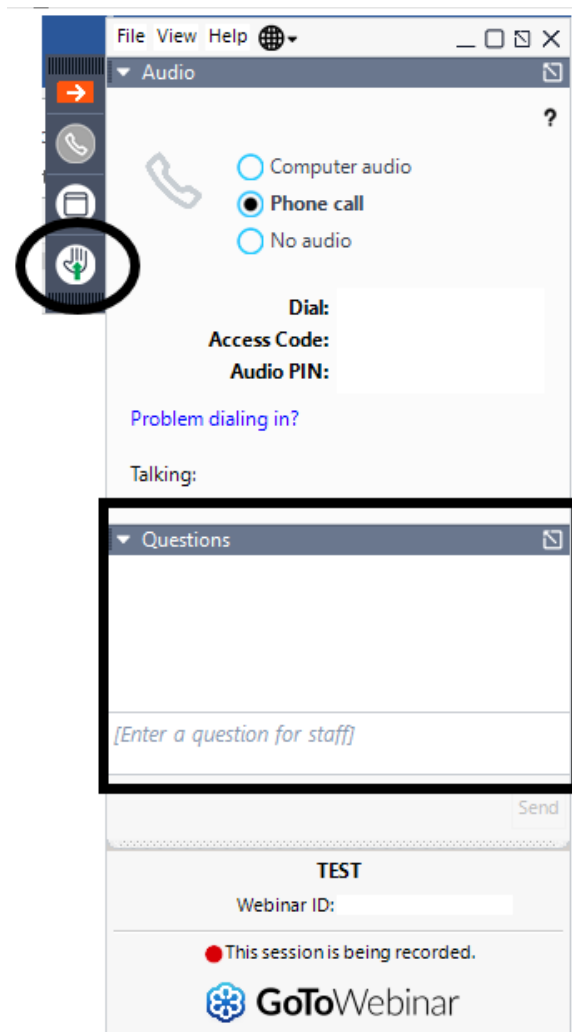 File View Help
Audio
?
Computer audio
Phone call
No audio
Dial:
Access Code:
Audio PIN:
Problem dialing in?
Talking:
Questions
[Enter a question for staff]
Send
TEST
Webinar ID:
This session is being recorded.
GoToWebinar